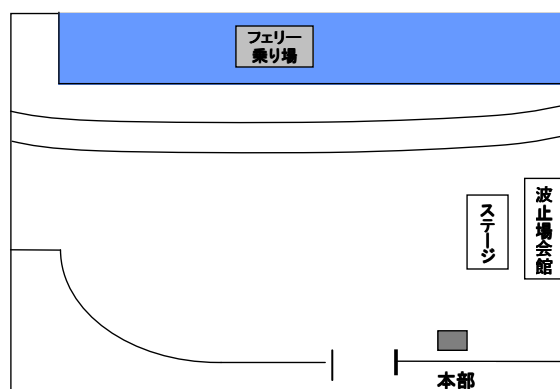 フェリー
乗り場
ステージ
波止場会館
本部